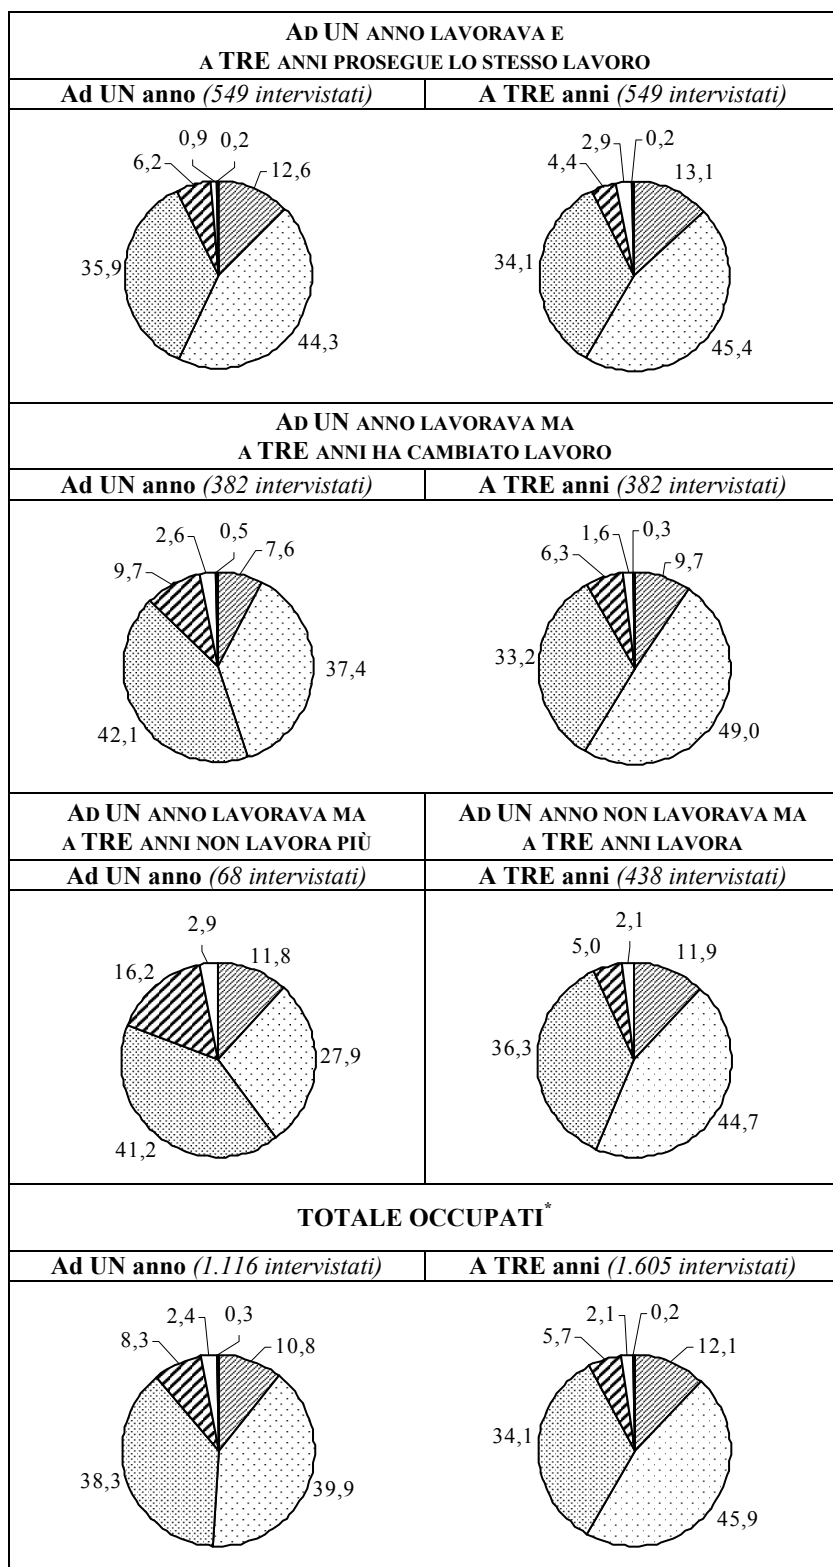 AD UN ANNO LAVORAVA E
A TRE ANNI PROSEGUE LO STESSO LAVORO
Ad UN anno (549 intervistati)
A TRE anni (549 intervistati)
0,9
0,2
6,2
12,6
35,9
44,3
2,9
0,2
4,4
13,1
34,1
45,4
AD UN ANNO LAVORAVA MA
A TRE ANNI HA CAMBIATO LAVORO
Ad UN anno (382 intervistati)
A TRE anni (382 intervistati)
2,6
0,5
9,7
7,6
37,4
42,1
1,6
0,3
6,3
9,7
33,2
49,0
AD UN ANNO LAVORAVA MA
A TRE ANNI NON LAVORA PIÙ
Ad UN anno (68 intervistati)
2,9
11,8
16,2
27,9
41,2
AD UN ANNO NON LAVORAVA MA
A TRE ANNI LAVORA
A TRE anni (438 intervistati)
2,1
5,0
11,9
36,3
44,7
TOTALE OCCUPATI*
Ad UN anno (1.116 intervistati)
A TRE anni (1.605 intervistati)
2,4
0,3
8,3
10,8
38,3
39,9
2,1
0,2
5,7
12,1
34,1
45,9